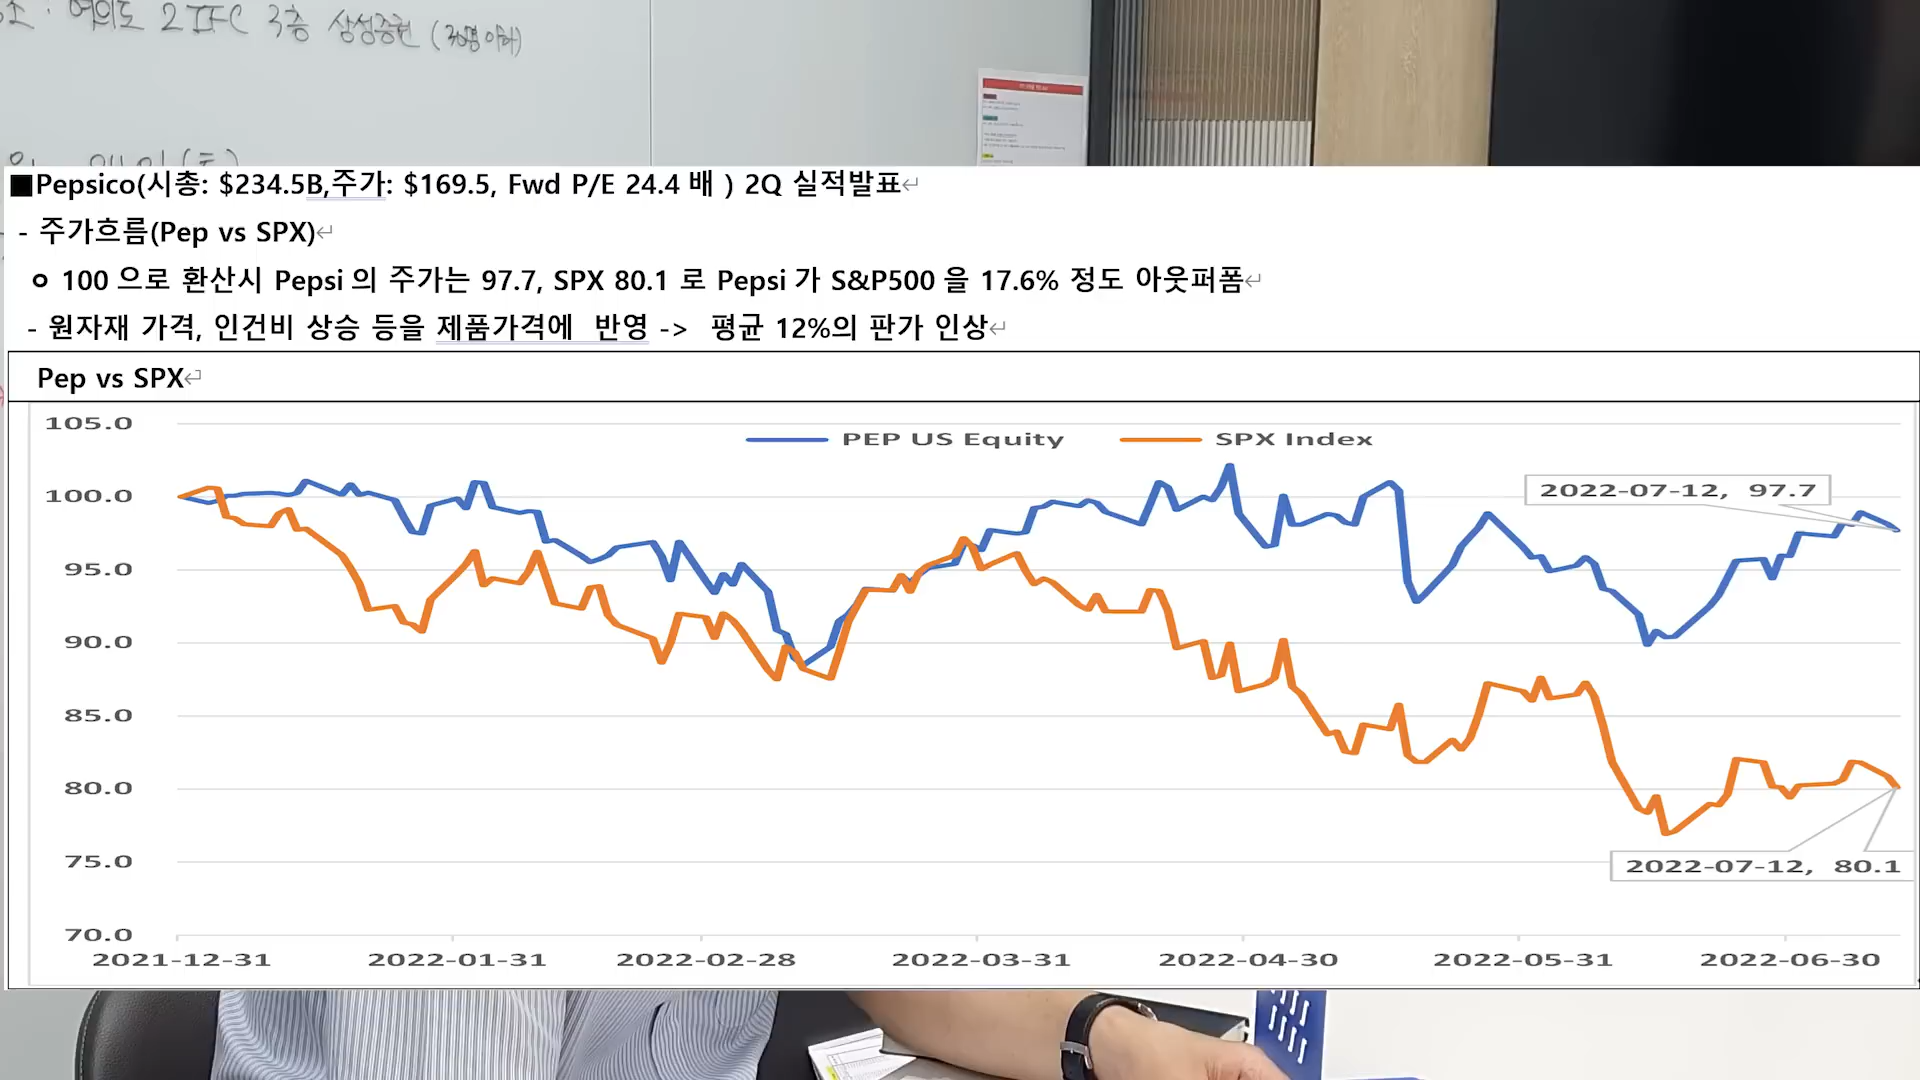 여의도 2 IFC 3층 삼성증권 (30명 이하)
■Pepsico(시총: $234.5B,주가: $169.5, Fwd P/E 24.4 배 ) 2Q 실적발표↵
- 주가흐름(Pep vs SPX)↵
o 100 으로 환산시 Pepsi 의 주가는 97.7, SPX 80.1 로 Pepsi 가 S&P500 을 17.6% 정도 아웃퍼폼↵
- 원자재 가격, 인건비 상승 등을 제품가격에 반영 -> 평균 12%의 판가 인상↵
Pep vs SPX↵
105.0
PEP US Equity SPX Index
100.0
2022-07-12, 97.7
95.0
90.0
85.0
80.0
75.0
2022-07-12, 80.1
70.0
2021-12-31 2022-01-31 2022-02-28 2022-03-31 2022-04-30 2022-05-31 2022-06-30